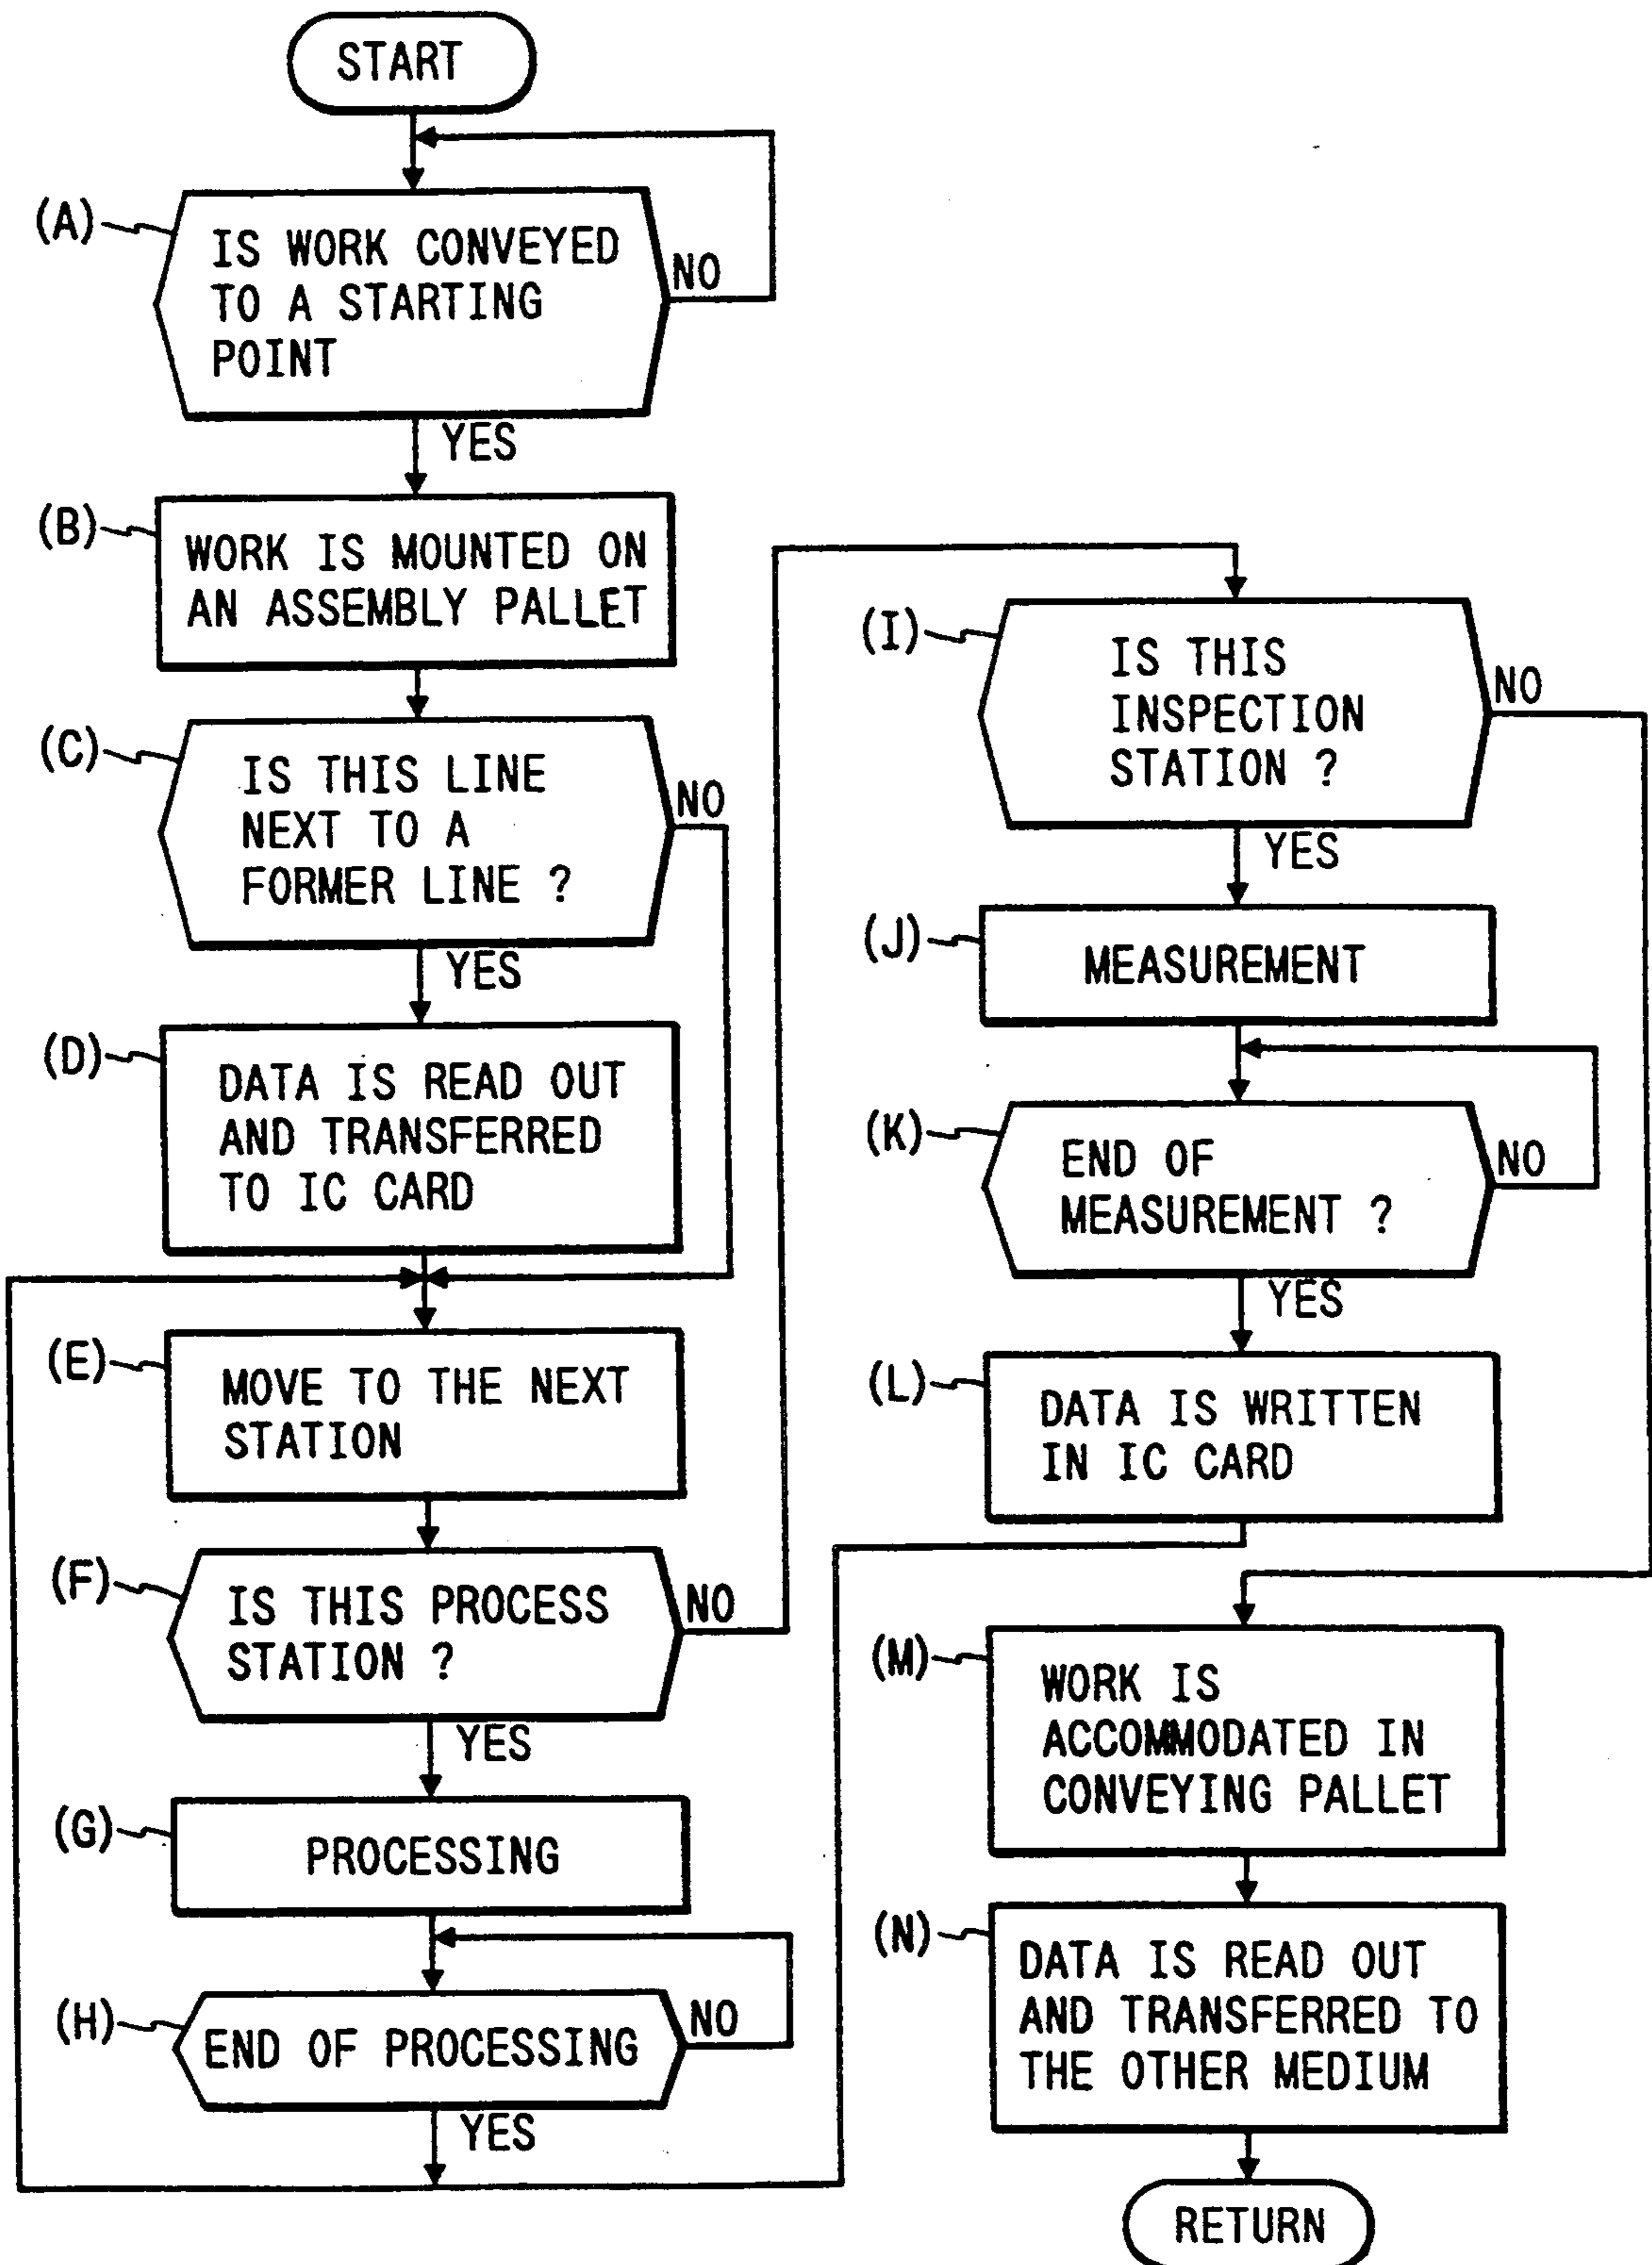 START
(A)
IS WORK CONVEYED
TO A STARTING
POINT
NO
YES
(B)
WORK IS MOUNTED ON
AN ASSEMBLY PALLET
(C)
IS THIS LINE
NEXT TO A
FORMER LINE ?
NO
YES
(D)
DATA IS READ OUT
AND TRANSFERRED
TO IC CARD
(E)
MOVE TO THE NEXT
STATION
(F)
IS THIS PROCESS
STATION ?
NO
YES
(G)
PROCESSING
(H)
END OF PROCESSING
NO
YES
(I)
IS THIS
INSPECTION
STATION ?
NO
YES
(J)
MEASUREMENT
(K)
END OF
MEASUREMENT ?
NO
YES
(L)
DATA IS WRITTEN
IN IC CARD
(M)
WORK IS
ACCOMMODATED IN
CONVEYING PALLET
(N)
DATA IS READ OUT
AND TRANSFERRED TO
THE OTHER MEDIUM
RETURN